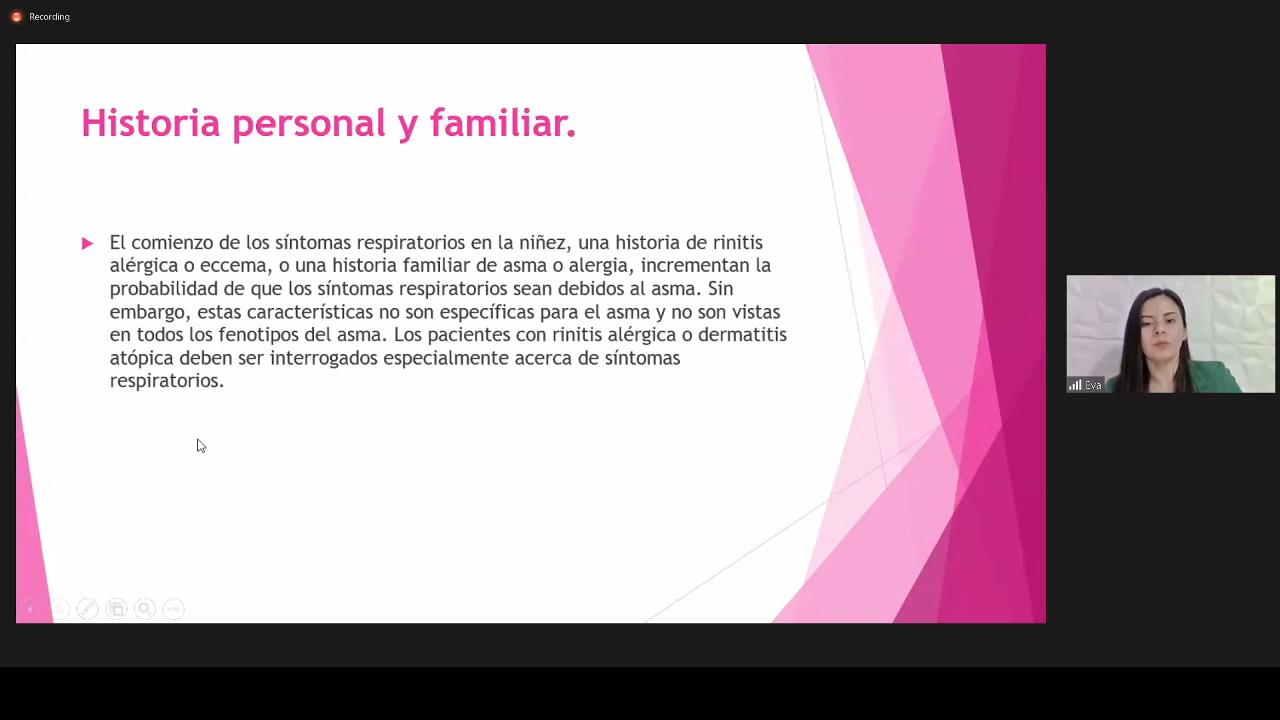 Recording
Historia personal y familiar.
El comienzo de los síntomas respiratorios en la niñez, una historia de rinitis
alérgica o eccema, o una historia familiar de asma o alergia, incrementan la
probabilidad de que los síntomas respiratorios sean debidos al asma. Sin
embargo, estas características no son específicas para el asma y no son vistas
en todos los fenotipos del asma. Los pacientes con rinitis alérgica o dermatitis
atópica deben ser interrogados especialmente acerca de síntomas
respiratorios.
Eva